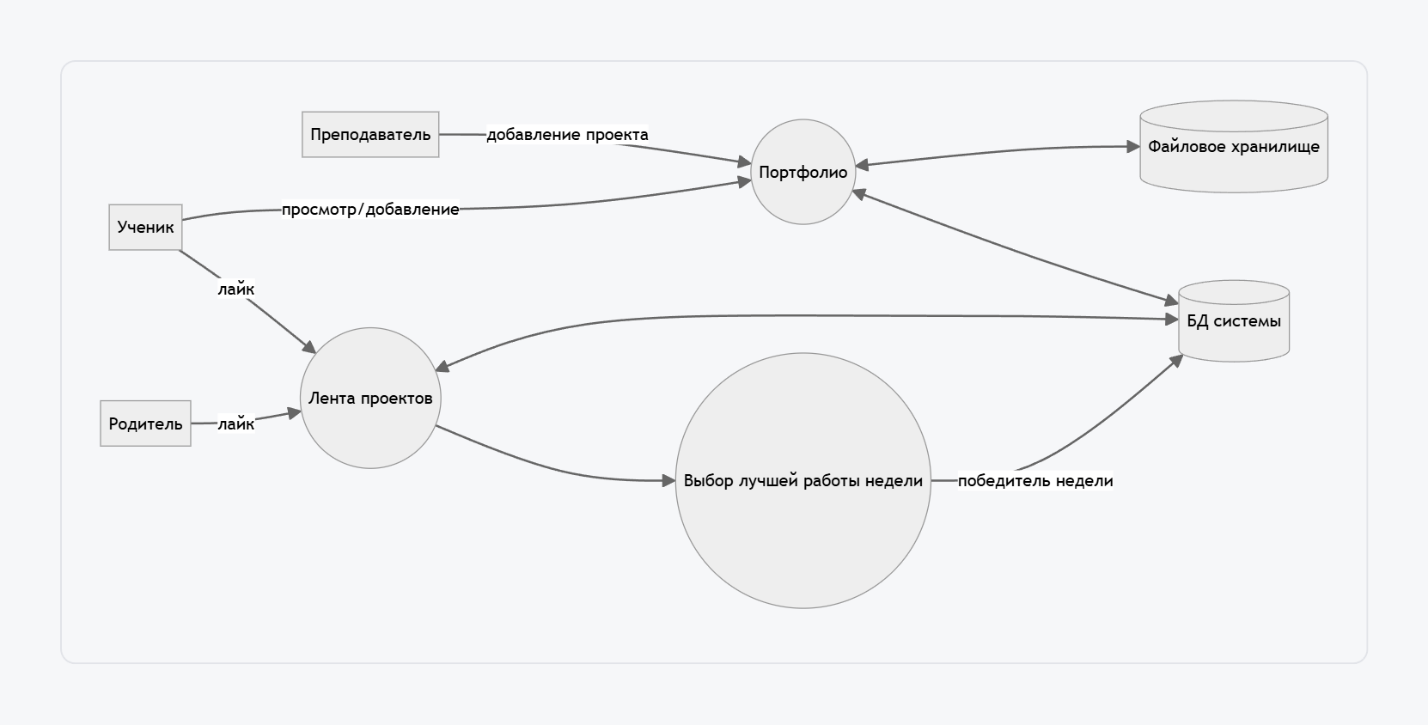 Преподаватель
добавление проекта
Портфолио
Файловое хранилище
Ученик
просмотр/добавление
лайк
БД системы
Лента проектов
Родитель
лайк
Выбор лучшей работы недели
победитель недели